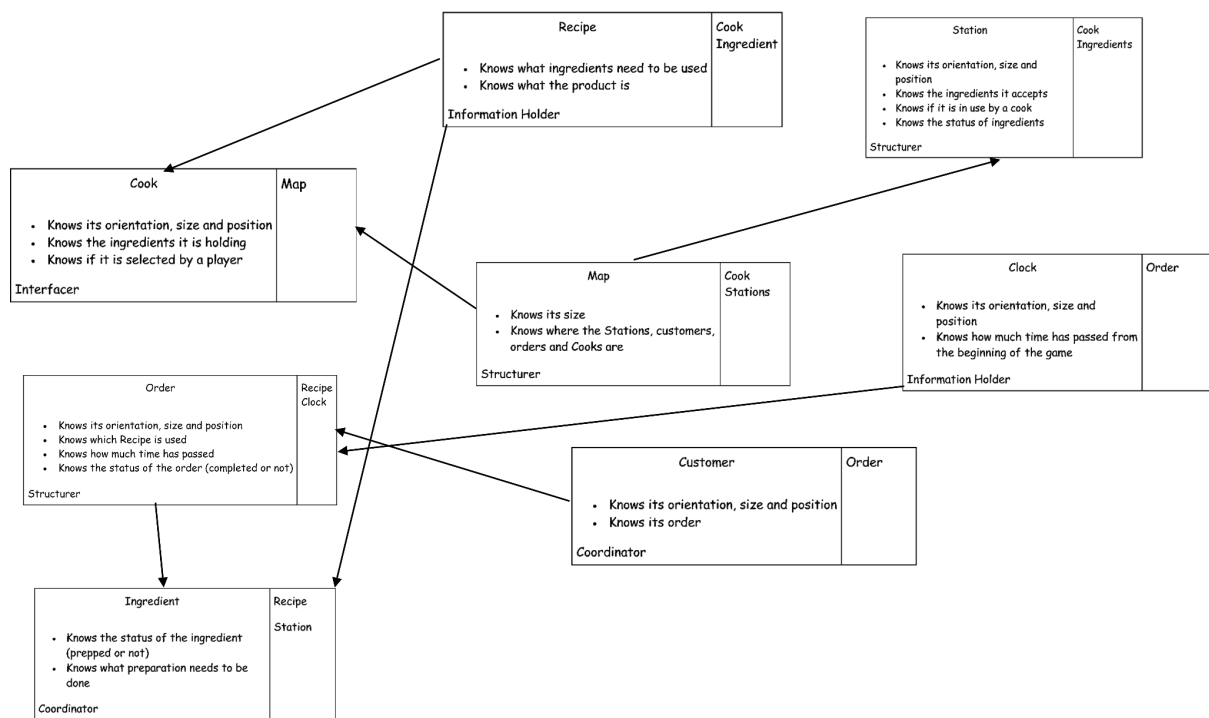 Recipe
• Knows what ingredients need to be used
• Knows what the product is
Information Holder
Cook
Ingredient
Station
• Knows its orientation, size and
position
• Knows the ingredients it accepts
• Knows if it is in use by a cook
• Knows the status of ingredients
Structurer
Cook
Ingredients
Cook
• Knows its orientation, size and position
• Knows the ingredients it is holding
• Knows if it is selected by a player
Interfacer
Map
Map
• Knows its size
• Knows where the Stations, customers,
orders and Cooks are
Structurer
Cook
Stations
Clock
• Knows its orientation, size and
position
• Knows how much time has passed from
the beginning of the game
Information Holder
Order
Order
• Knows its orientation, size and position
• Knows which Recipe is used
• Knows how much time has passed
• Knows the status of the order (completed or not)
Structurer
Recipe
Clock
Customer
• Knows its orientation, size and position
• Knows its order
Coordinator
Order
Ingredient
• Knows the status of the ingredient
(prepped or not)
• Knows what preparation needs to be
done
Coordinator
Recipe
Station